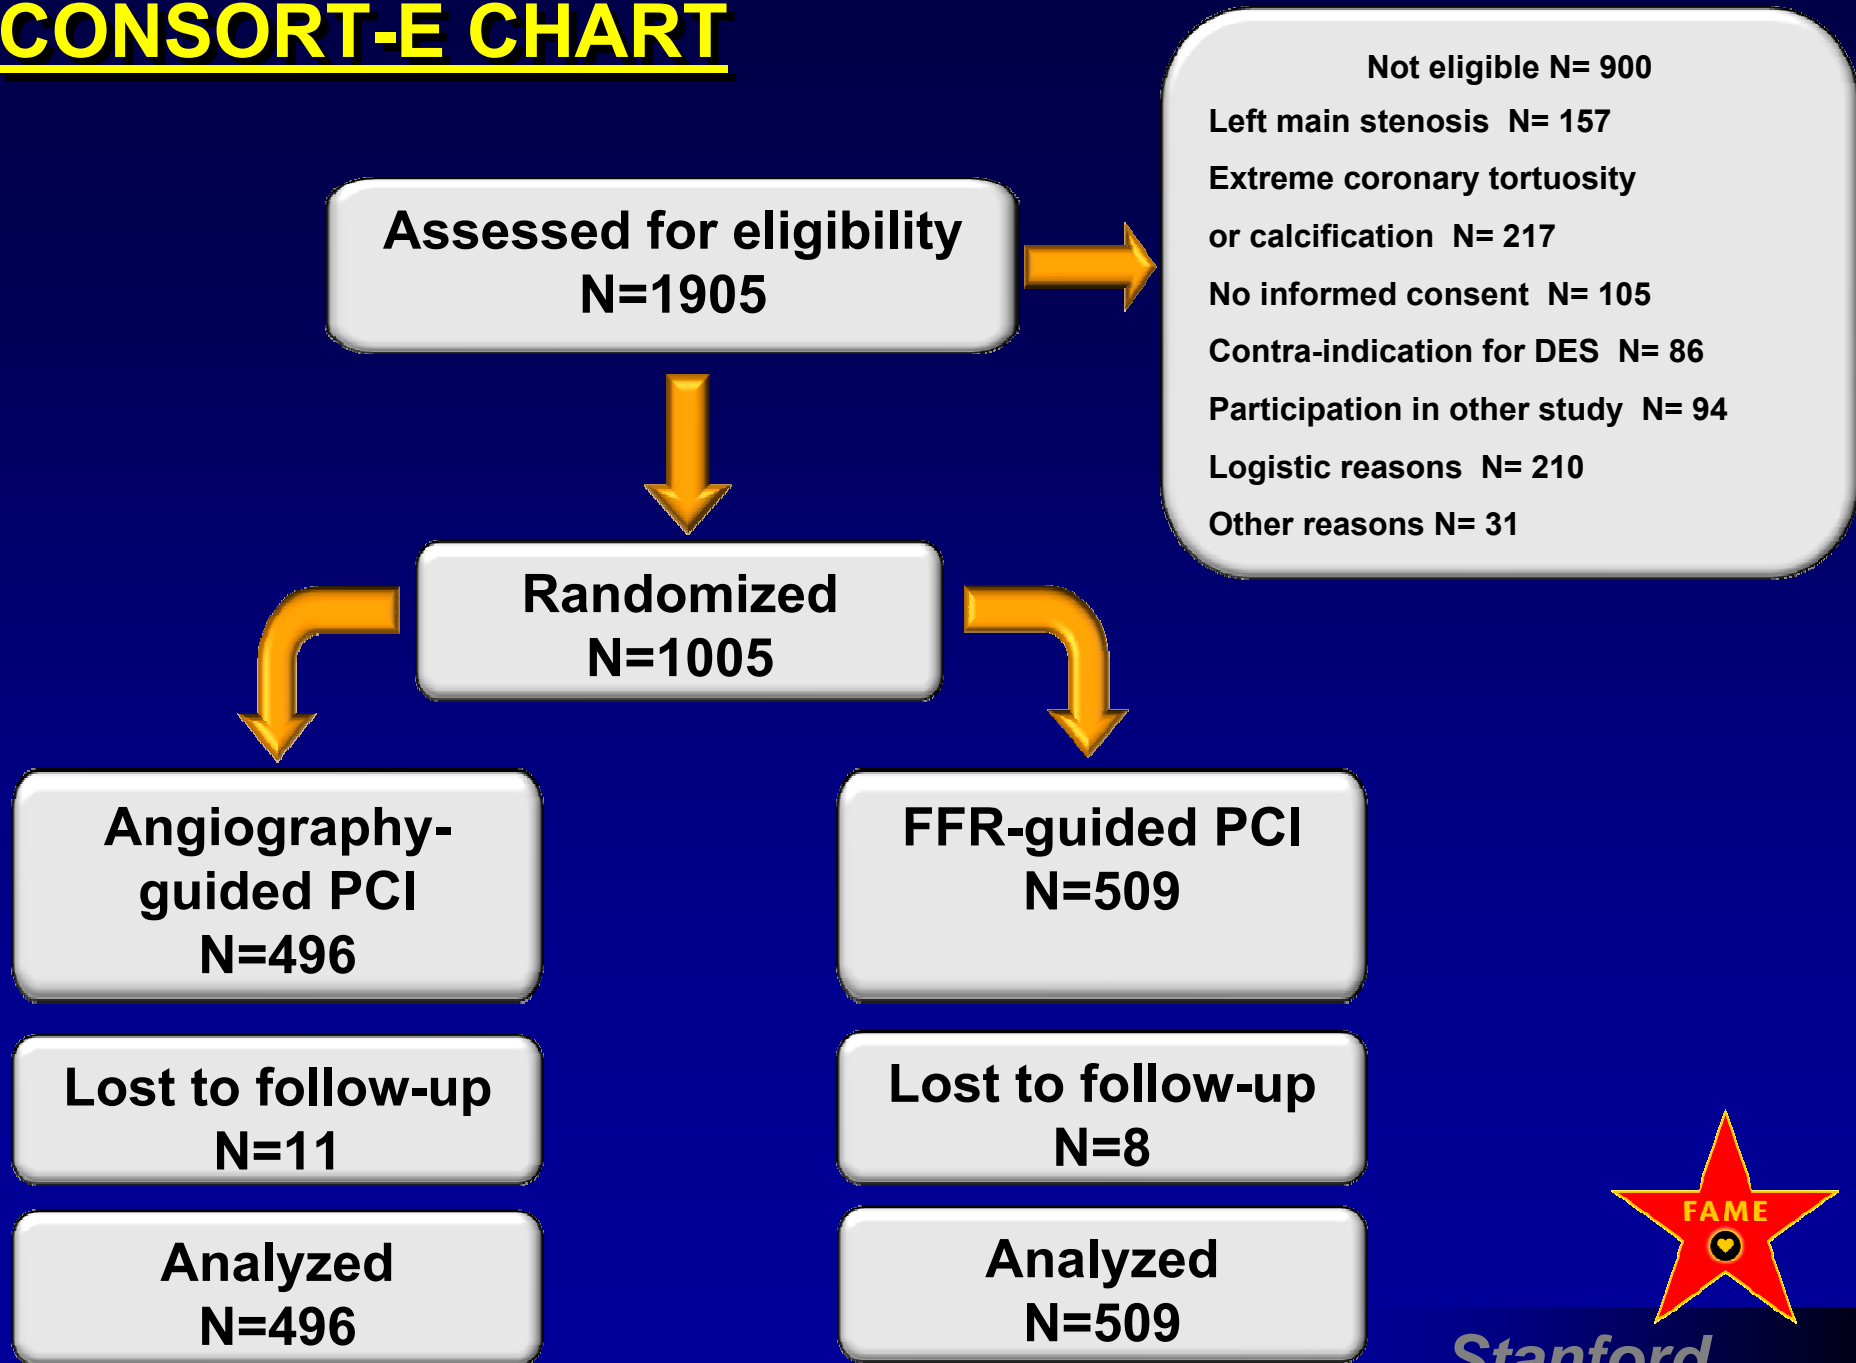 CONSORT-E CHART
Not eligible N= 900
Left main stenosis N= 157
Extreme coronary tortuosity
or calcification N= 217
No informed consent N= 105
Contra-indication for DES N= 86
Participation in other study N= 94
Logistic reasons N= 210
Other reasons N= 31
Assessed for eligibility
N=1905
Randomized
N=1005
Angiography-
guided PCI
N=496
FFR-guided PCI
N=509
Lost to follow-up
N=11
Lost to follow-up
N=8
Analyzed
N=496
Analyzed
N=509
FAME
Stanford